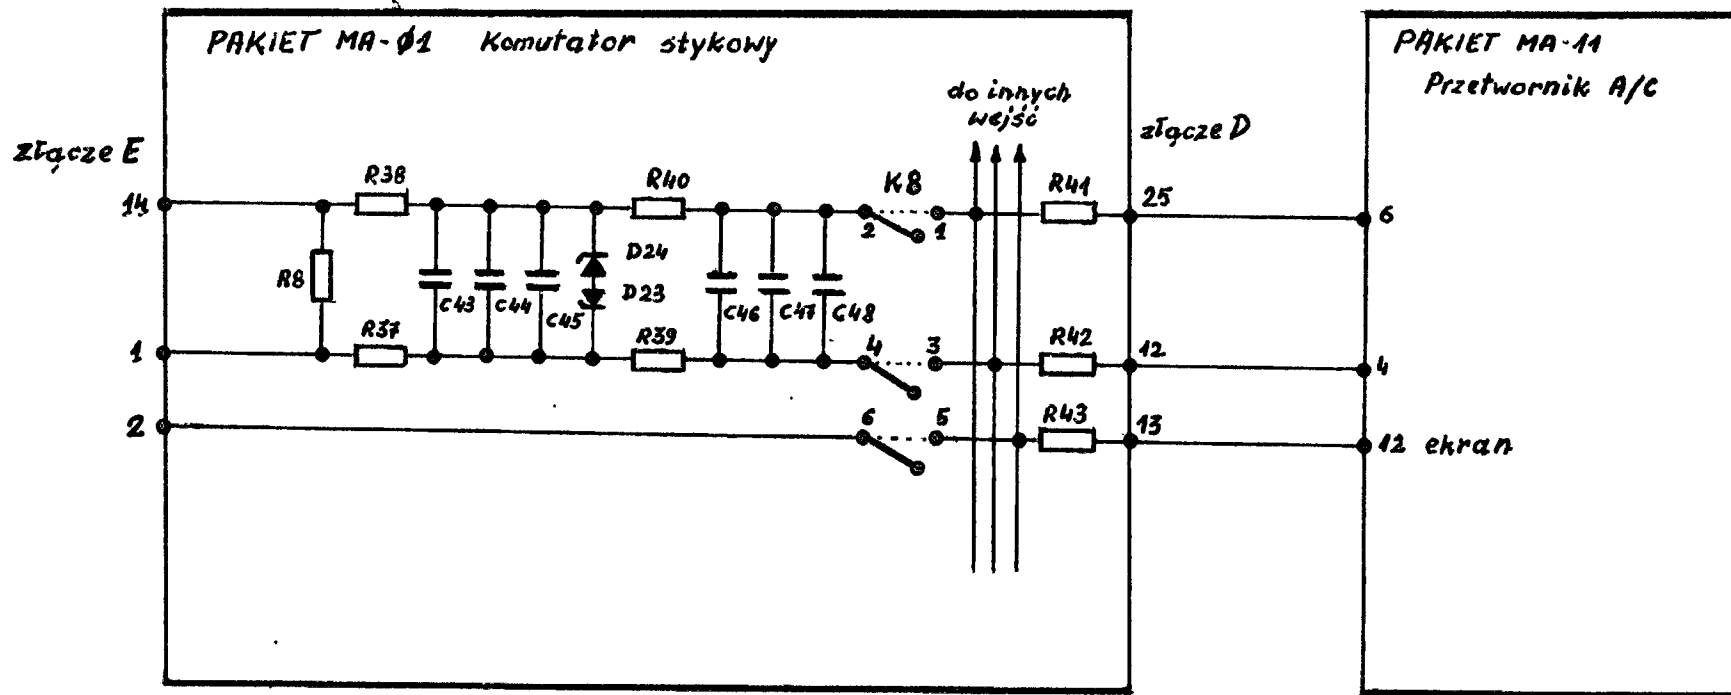 PAKIET MA-Ø1 Komutator stykowy
PAKIET MA-11
Przetwornik A/C
do innych
wejść
złącze E
złącze D
14
R38
R40
K8
R41
25
6
2
1
R8
C43
C44
C45
D24
D23
C46
C47
C48
1
R37
R39
4
3
R42
12
4
2
6
5
R43
13
12 ekran